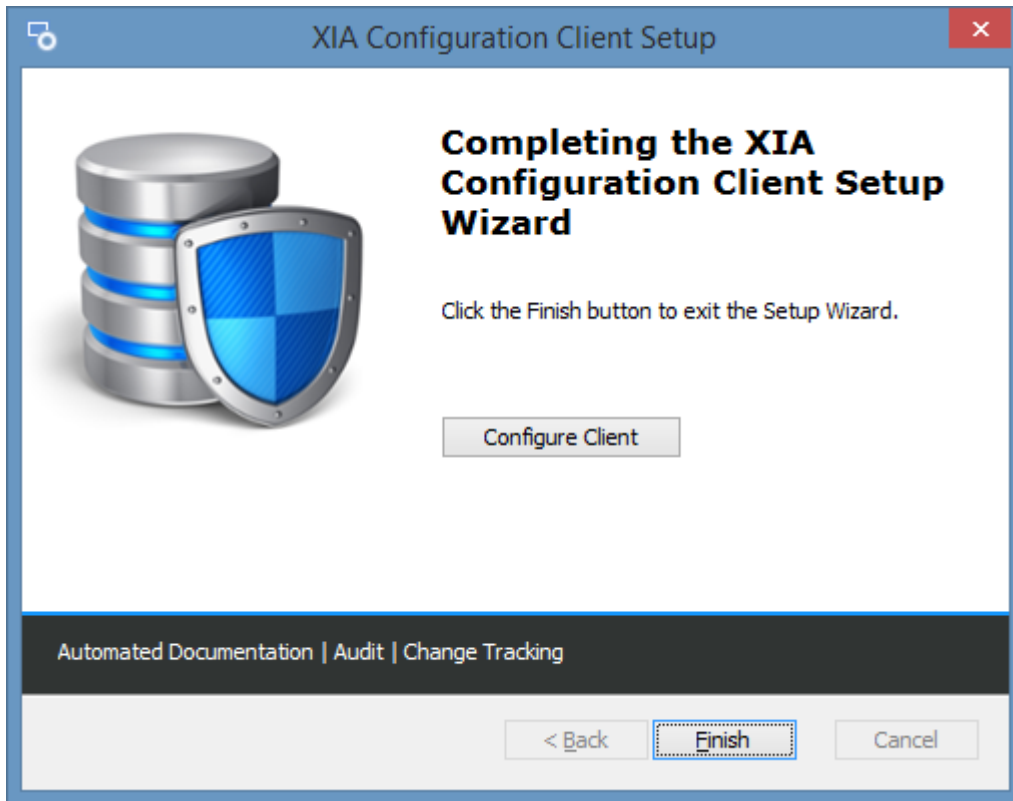 XIA Configuration Client Setup
Completing the XIA
Configuration Client Setup
Wizard
Click the Finish button to exit the Setup Wizard.
Configure Client
Automated Documentation | Audit | Change Tracking
< Back
Finish
Cancel